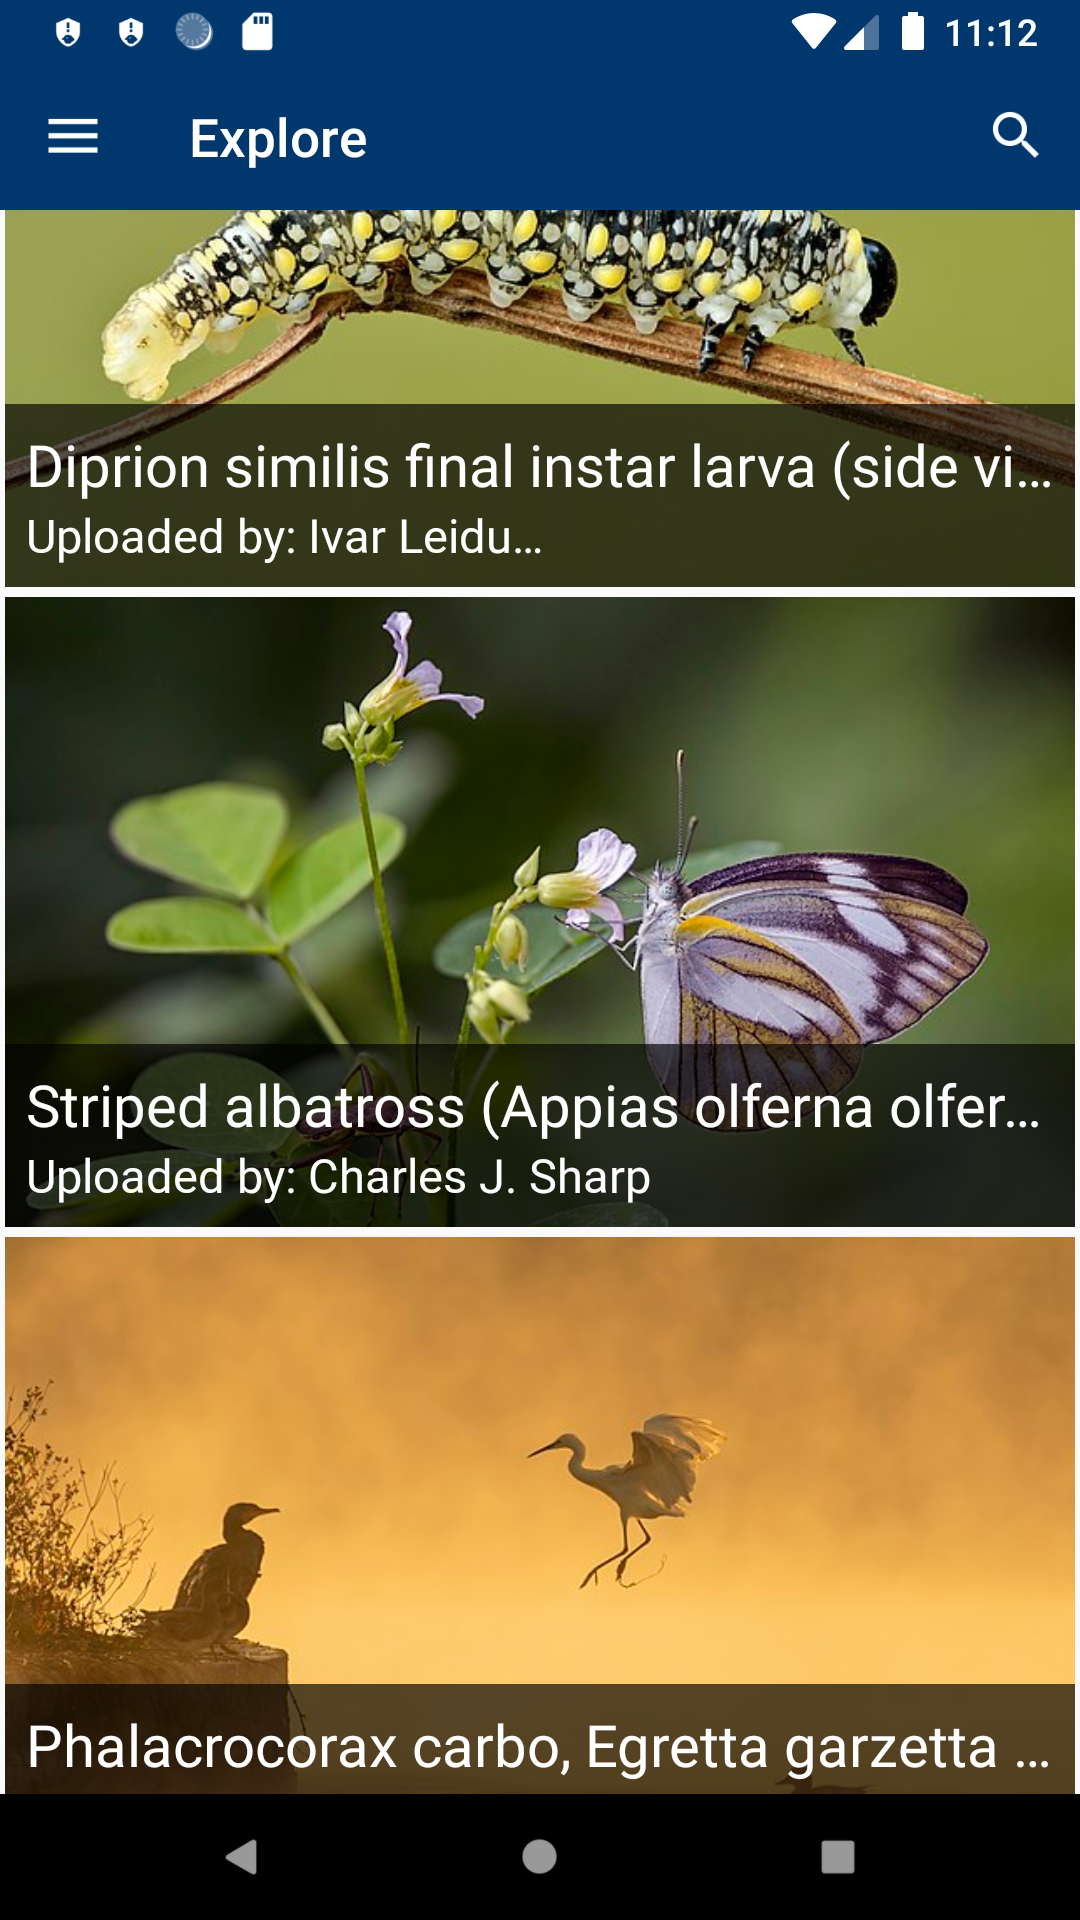 11:12
Explore
Diprion similis final instar larva (side vi…
Uploaded by: Ivar Leidu…
Striped albatross (Appias olferna olfer…
Uploaded by: Charles J. Sharp
Phalacrocorax carbo, Egretta garzetta …